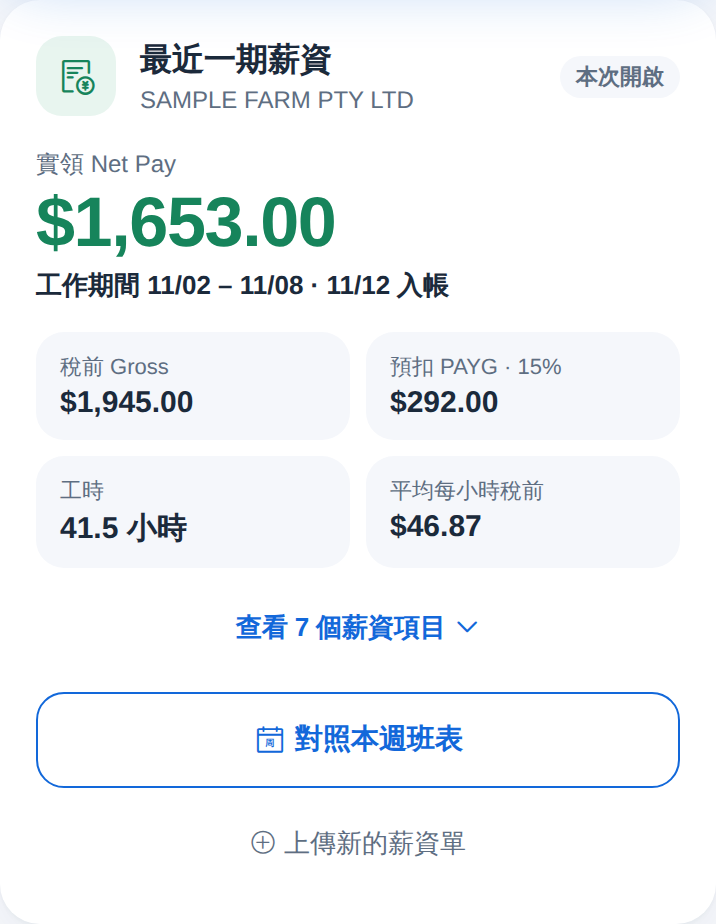 最近一期薪資
本次開啟
SAMPLE FARM PTY LTD
實領 Net Pay
$1,653.00
工作期間 11/02 – 11/08 · 11/12 入帳
稅前 Gross
$1,945.00
預扣 PAYG · 15%
$292.00
工時
41.5 小時
平均每小時稅前
$46.87
查看 7 個薪資項目
周
對照本週班表
上傳新的薪資單